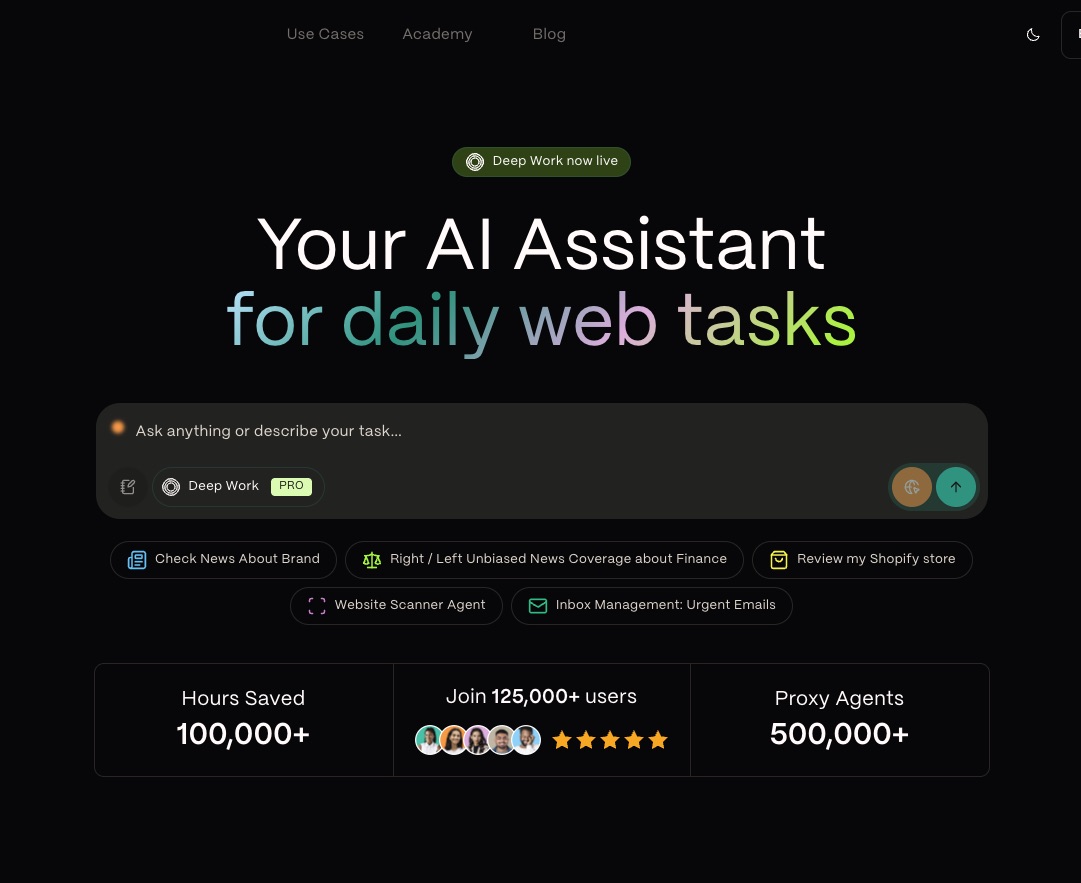 Use Cases Academy Blog
Deep Work now live
Your AI Assistant
for daily web tasks
Ask anything or describe your task...
Deep Work PRO
Check News About Brand
Right / Left Unbiased News Coverage about Finance
Review my Shopify store
Website Scanner Agent
Inbox Management: Urgent Emails
Hours Saved
100,000+
Join 125,000+ users
Proxy Agents
500,000+